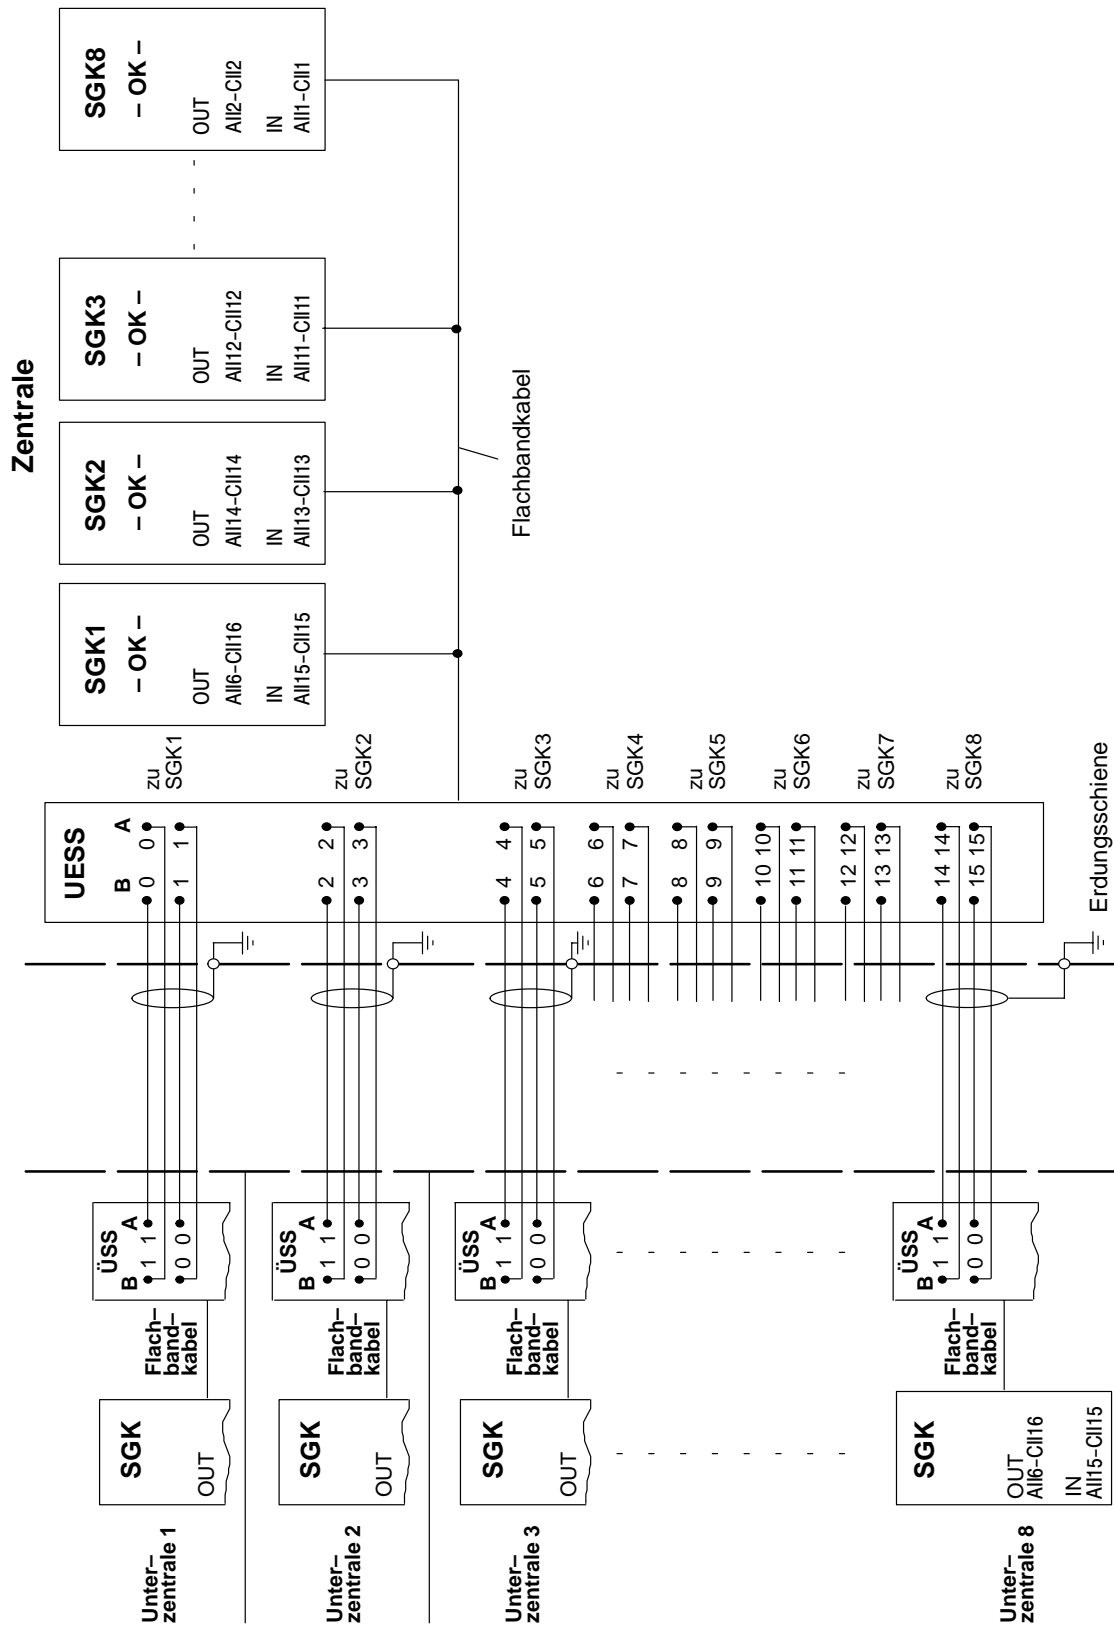 Zentrale
SGK1
– OK –
OUT
AII6-CII16
IN
AII15-CII15
SGK2
– OK –
OUT
AII14-CII14
IN
AII13-CII13
SGK3
– OK –
OUT
AII12-CII12
IN
AII11-CII11
SGK8
– OK –
OUT
AII2-CII2
IN
AII1-CII1
Flachbandkabel
UESS
B A
0 0
1 1
zu
SGK1
2 2
3 3
zu
SGK2
4 4
5 5
zu
SGK3
6 6
7 7
zu
SGK4
8 8
9 9
zu
SGK5
10 10
11 11
zu
SGK6
12 12
13 13
zu
SGK7
14 14
15 15
zu
SGK8
Erdungsschiene
Unter–
zentrale 1
SGK
OUT
Flach–
band–
kabel
ÜSS
B A
1 1
0 0
Unter–
zentrale 2
SGK
OUT
Flach–
band–
kabel
ÜSS
B A
1 1
0 0
Unter–
zentrale 3
SGK
OUT
Flach–
band–
kabel
ÜSS
B A
1 1
0 0
Unter–
zentrale 8
SGK
OUT
AII6-CII16
IN
AII15-CII15
Flach–
band–
kabel
ÜSS
B A
1 1
0 0